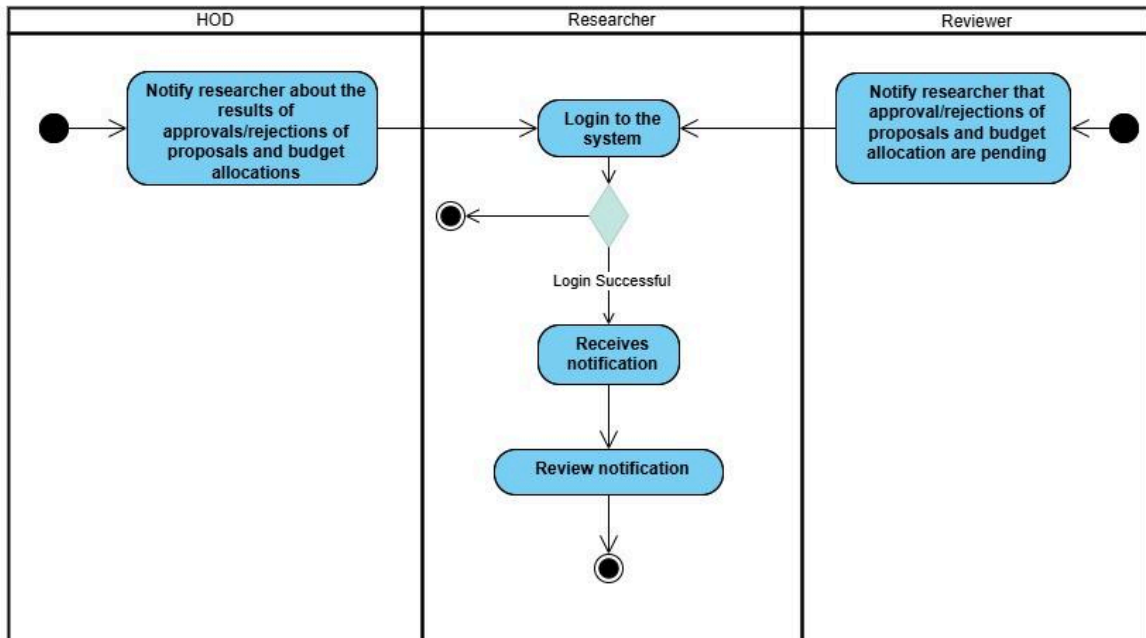 HOD
Researcher
Reviewer
Notify researcher about the
results of
approvals/rejections of
proposals and budget
allocations
Login to the
system
Notify researcher that
approval/rejections of
proposals and budget
allocation are pending
Login Successful
Receives
notification
Review notification